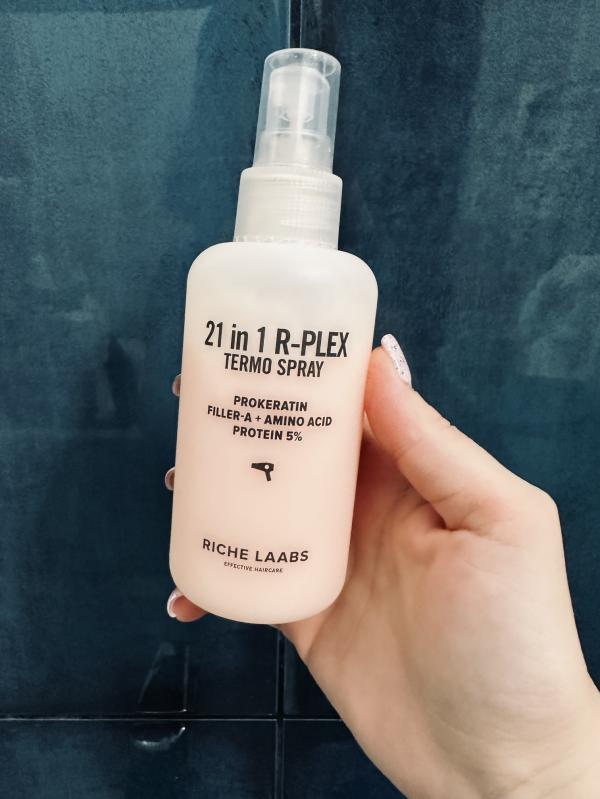 21 in 1 R-PLEX
TERMO SPRAY
PROKERATIN
FILLER-A + AMINO ACID
PROTEIN 5%
RICHE LAABS
EFFECTIVE HAIRCARE